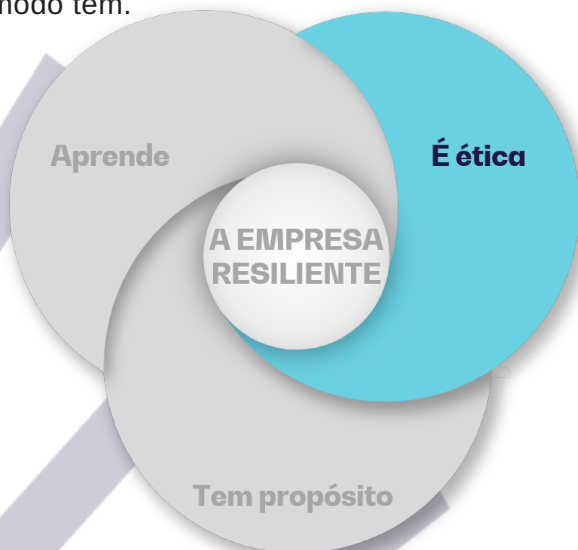 modo tem.
Aprende
É ética
A EMPRESA
RESILIENTE
Tem propósito